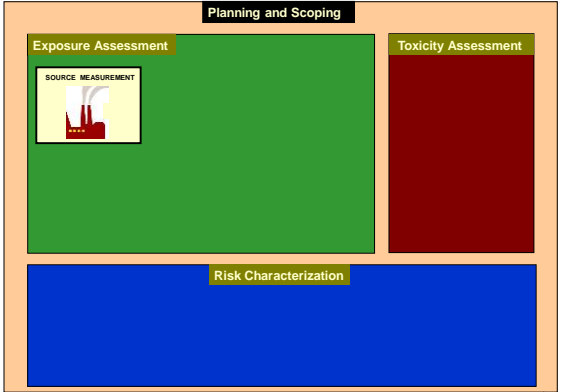 Planning and Scoping
Exposure Assessment
Toxicity Assessment
SOURCE MEASUREMENT
Risk Characterization